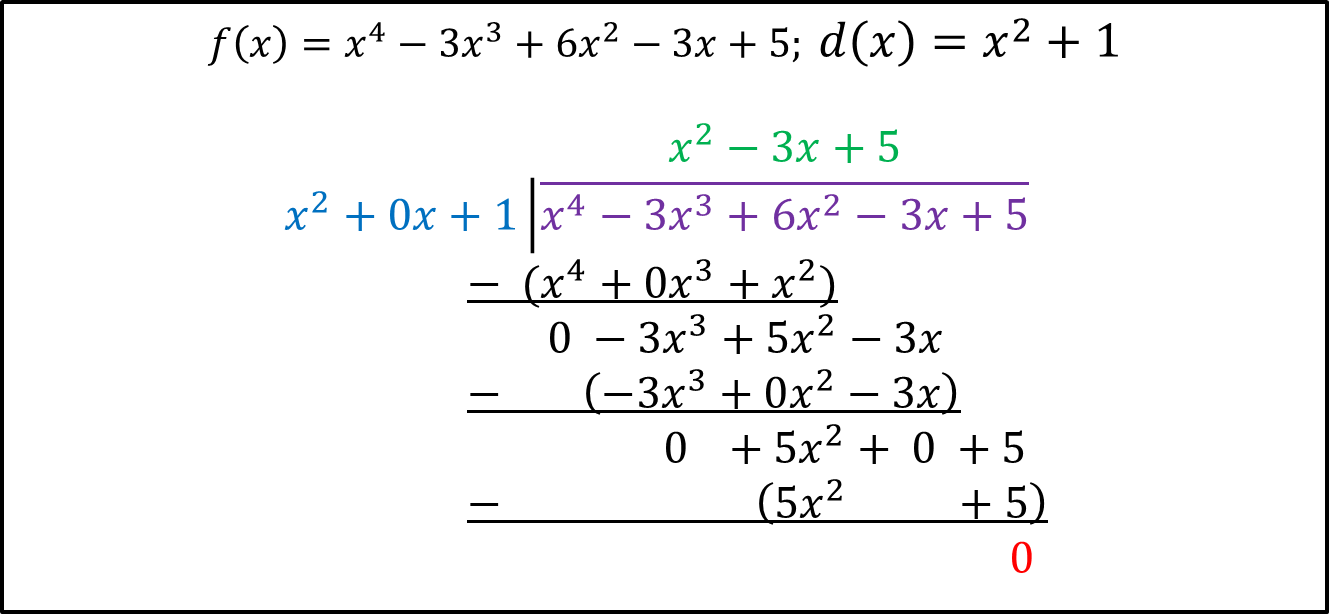 f(x) = x⁴ − 3x³ + 6x² − 3x + 5; d(x) = x² + 1
x² − 3x + 5
x² + 0x + 1 x⁴ − 3x³ + 6x² − 3x + 5
− (x⁴ + 0x³ + x²)
0 − 3x³ + 5x² − 3x
− (−3x³ + 0x² − 3x)
0 + 5x² + 0 + 5
− (5x² + 5)
0